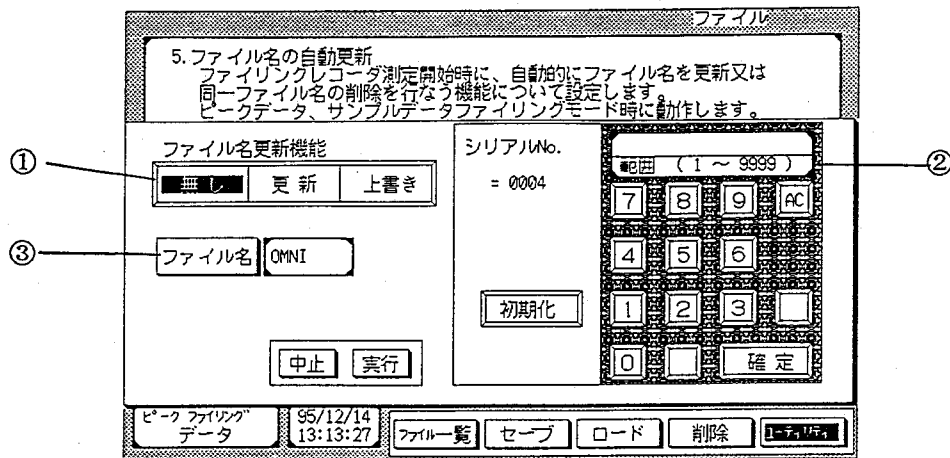 ファイル
5.ファイル名の自動更新
ファイリングレコーダ測定開始時に、自動的にファイル名を更新又は
同一ファイル名の削除を行なう機能について設定します。
ピークデータ、サンプルデータファイリングモード時に動作します。
① ファイル名更新機能
無し 更新 上書き
③ ファイル名 OMNI
中止 実行
シリアルNo.
= 0004
初期化
範囲 (1 ~ 9999) ②
7 8 9 AC
4 5 6
1 2 3
0 確定
ピーク ファイリング
データ
95/12/14
13:13:27
ファイル一覧 セーブ ロード 削除 ユーティリティ